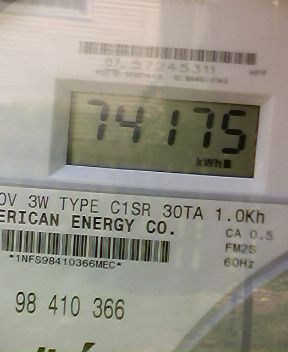 07 57245311
74175
kWh
0V 3W TYPE C1SR 30TA 1.0Kh
ERICAN ENERGY CO.
CA 0.5
FM2S
*1NFS98410366MEC*
60Hz
98 410 366